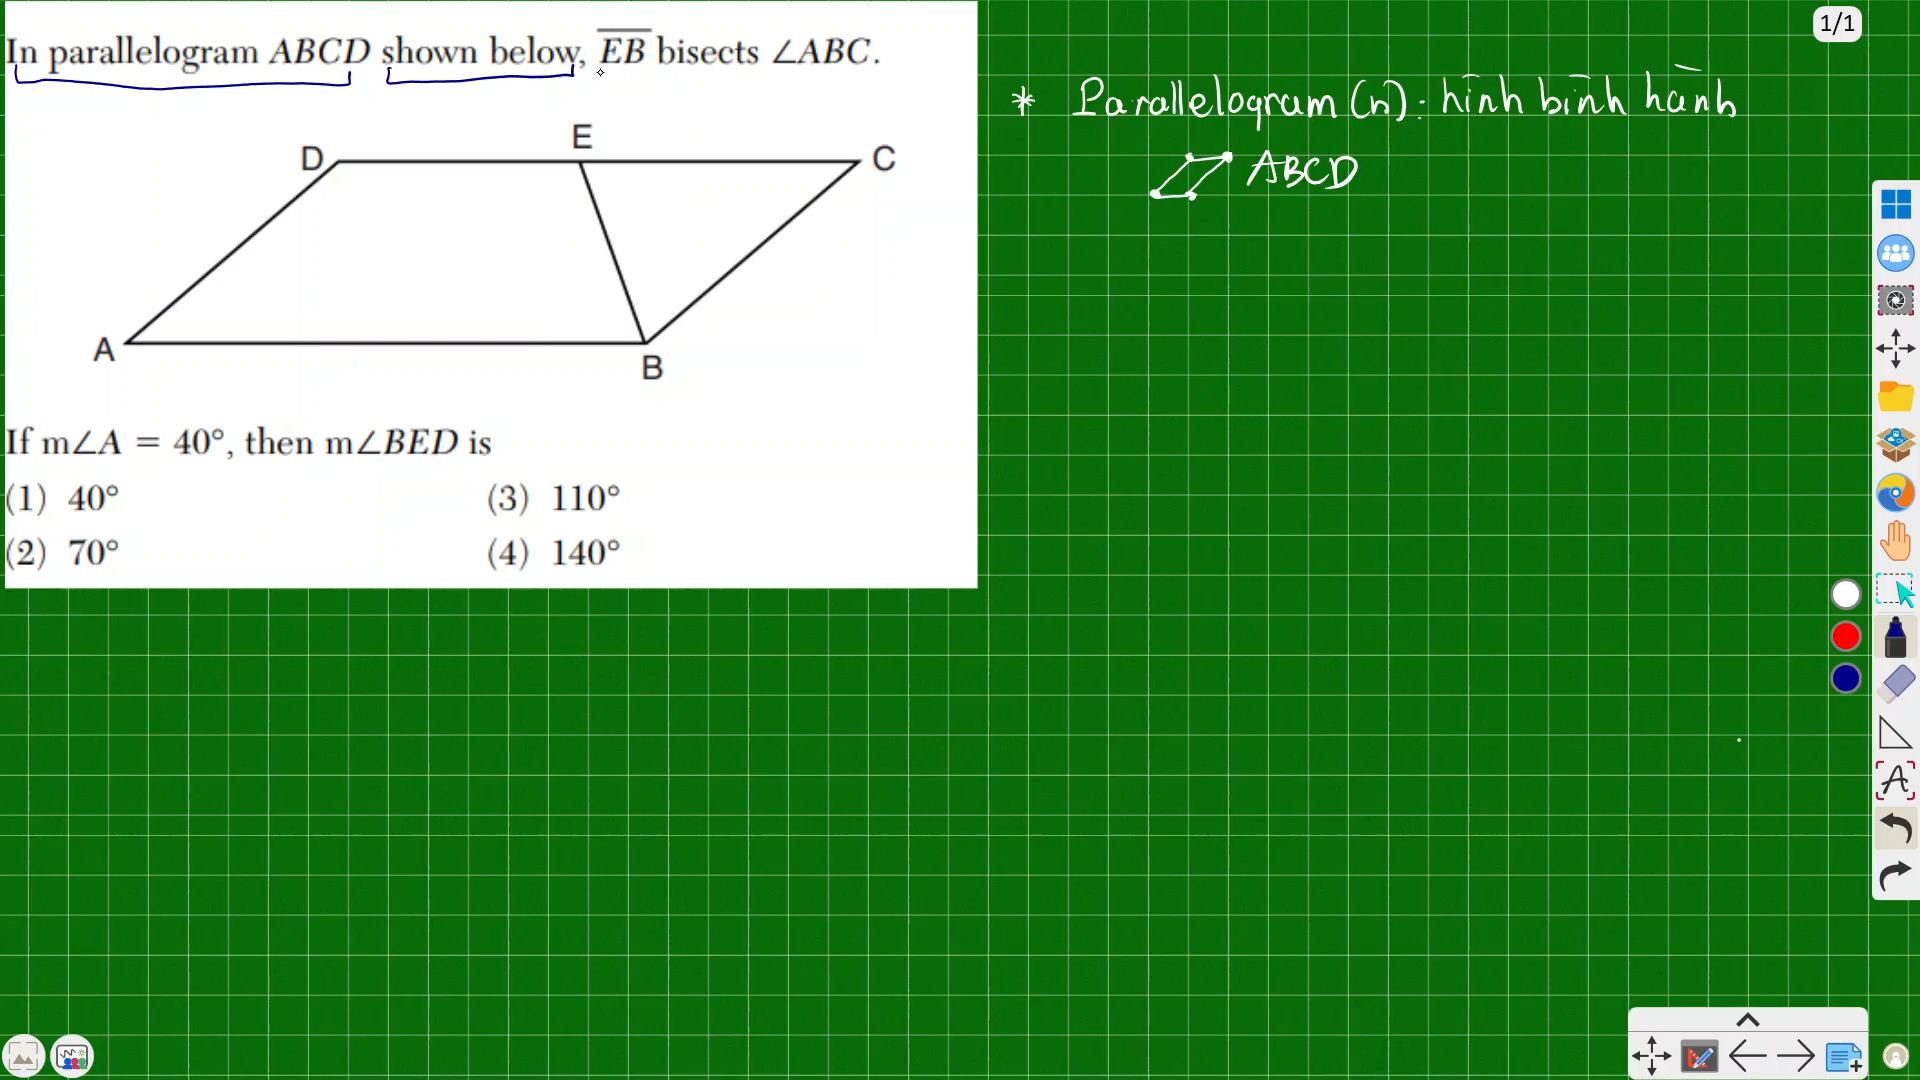 1/1
In parallelogram ABCD shown below, EB bisects ∠ABC.
* Parallelogram (n): hình bình hành
ABCD
E
D
C
A
B
If m∠A = 40°, then m∠BED is
(1) 40°
(3) 110°
(2) 70°
(4) 140°